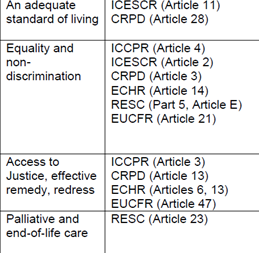 An adequate
standard of living
ICESCR (Article 11)
CRPD (Article 28)
Equality and
non-
discrimination
ICCPR (Article 4)
ICESCR (Article 2)
CRPD (Article 3)
ECHR (Article 14)
RESC (Part 5, Article E)
EUCFR (Article 21)
Access to
Justice, effective
remedy, redress
ICCPR (Article 3)
CRPD (Article 13)
ECHR (Articles 6, 13)
EUCFR (Article 47)
Palliative and
end-of-life care
RESC (Article 23)